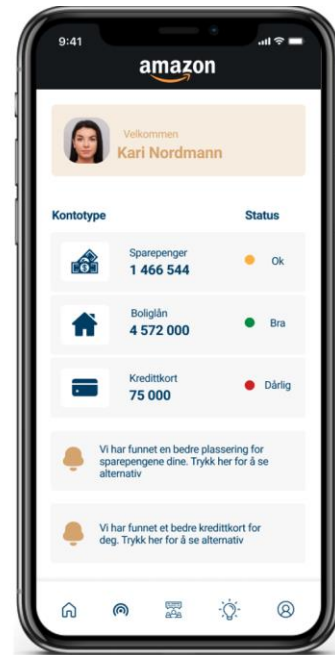 9:41
amazon
Velkommen
Kari Nordmann
Kontotype Status
Sparepenger
1 466 544 Ok
Boliglån
4 572 000 Bra
Kredittkort
75 000 Dårlig
Vi har funnet en bedre plassering for
sparepengene dine. Trykk her for å se
alternativ
Vi har funnet et bedre kredittkort for
deg. Trykk her for å se alternativ